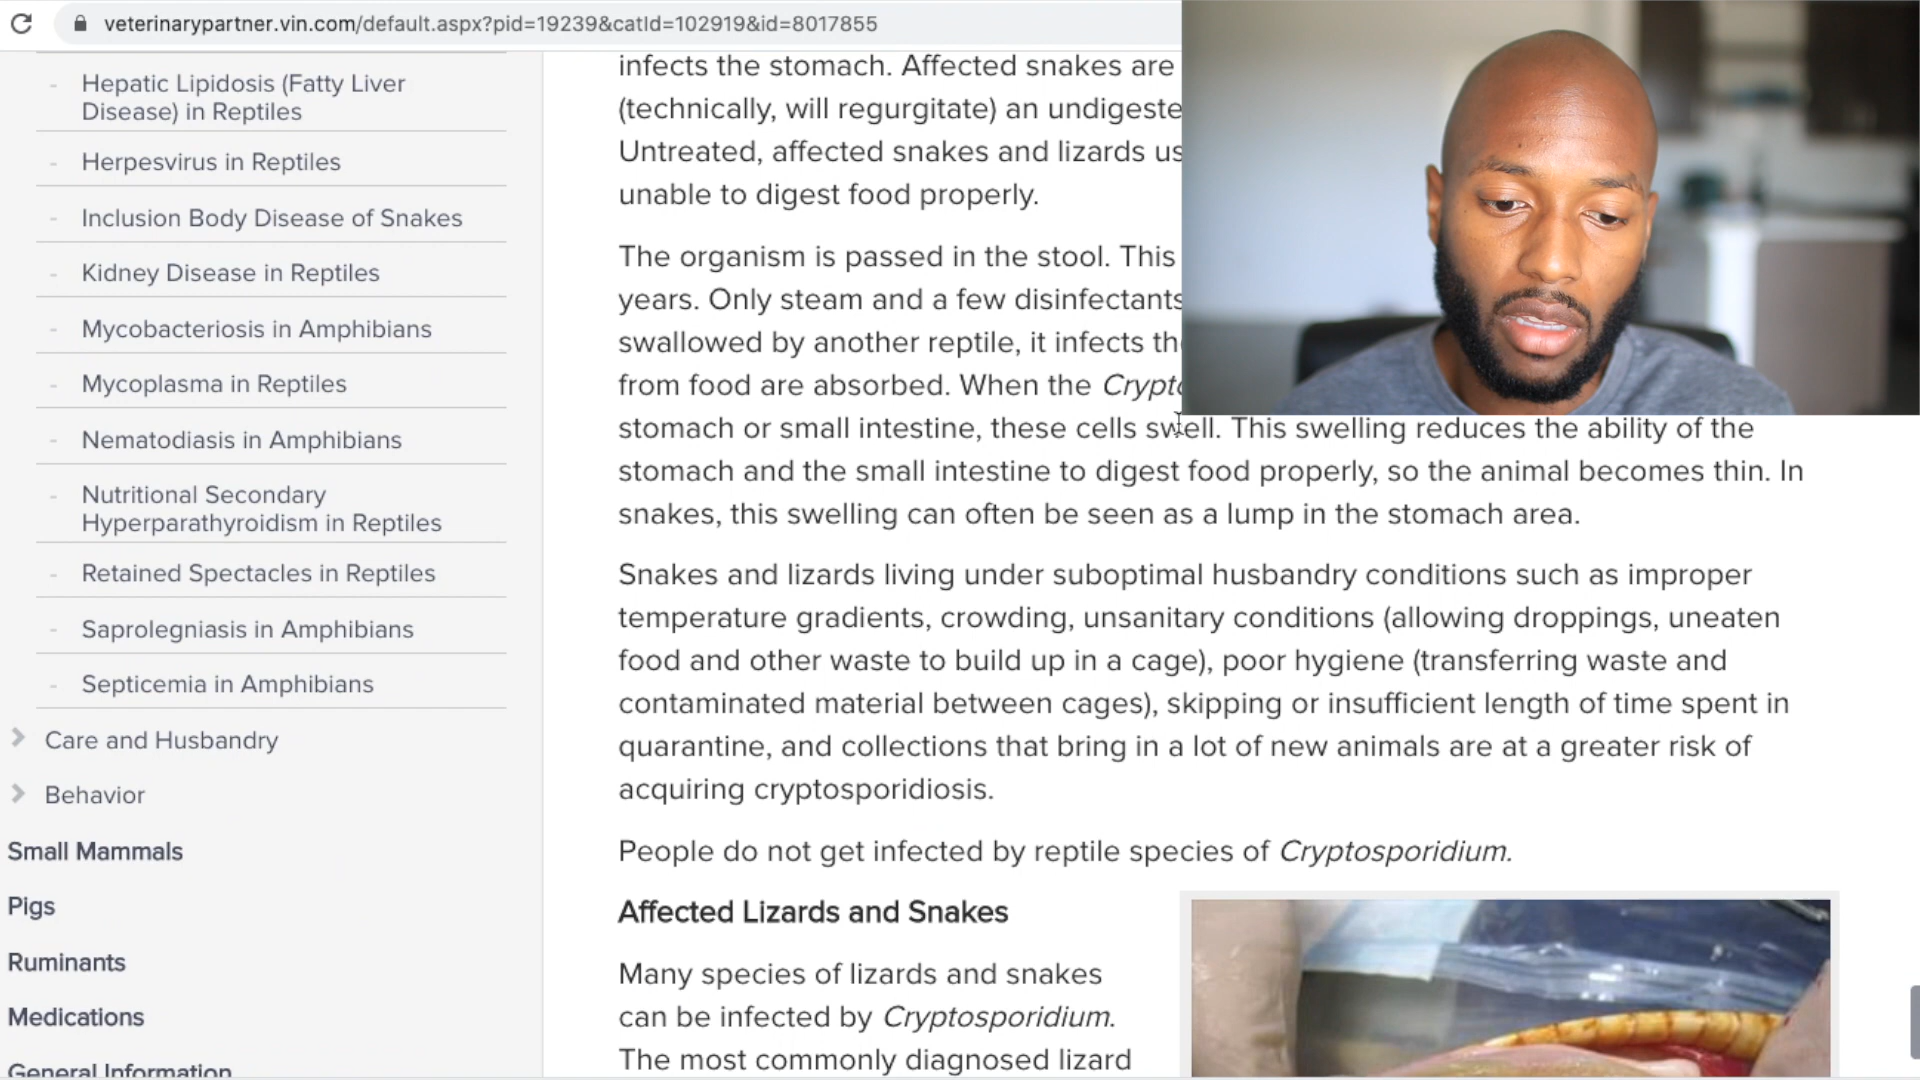 veterinarypartner.vin.com/default.aspx?pid=19239&catId=102919&id=8017855
- Hepatic Lipidosis (Fatty Liver
Disease) in Reptiles
- Herpesvirus in Reptiles
- Inclusion Body Disease of Snakes
- Kidney Disease in Reptiles
- Mycobacteriosis in Amphibians
- Mycoplasma in Reptiles
- Nematodiasis in Amphibians
- Nutritional Secondary
Hyperparathyroidism in Reptiles
- Retained Spectacles in Reptiles
- Saprolegniasis in Amphibians
- Septicemia in Amphibians
Care and Husbandry
Behavior
Small Mammals
Pigs
Ruminants
Medications
General Information
infects the stomach. Affected snakes are
(technically, will regurgitate) an undigeste
Untreated, affected snakes and lizards us
unable to digest food properly.
The organism is passed in the stool. This
years. Only steam and a few disinfectants
swallowed by another reptile, it infects th
from food are absorbed. When the Crypto
stomach or small intestine, these cells swell. This swelling reduces the ability of the
stomach and the small intestine to digest food properly, so the animal becomes thin. In
snakes, this swelling can often be seen as a lump in the stomach area.
Snakes and lizards living under suboptimal husbandry conditions such as improper
temperature gradients, crowding, unsanitary conditions (allowing droppings, uneaten
food and other waste to build up in a cage), poor hygiene (transferring waste and
contaminated material between cages), skipping or insufficient length of time spent in
quarantine, and collections that bring in a lot of new animals are at a greater risk of
acquiring cryptosporidiosis.
People do not get infected by reptile species of Cryptosporidium.
Affected Lizards and Snakes
Many species of lizards and snakes
can be infected by Cryptosporidium.
The most commonly diagnosed lizard